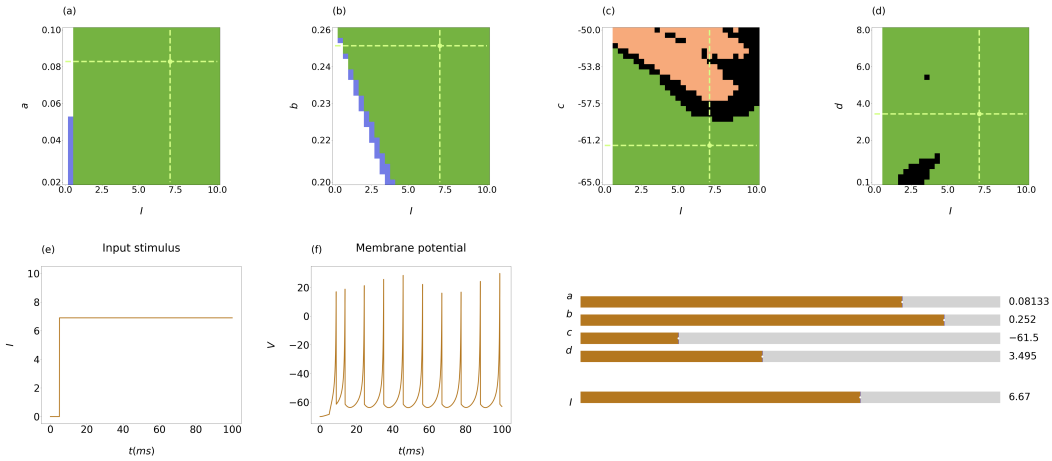 (a)
(b)
(c)
(d)
0.10
0.08
0.06
0.04
0.02
a
0.0 2.5 5.0 7.5 10.0
I
0.26
0.24
0.23
0.21
0.20
b
0.0 2.5 5.0 7.5 10.0
I
-50.0
-53.8
-57.5
-61.2
-65.0
c
0.0 2.5 5.0 7.5 10.0
I
8.0
6.0
4.0
2.0
0.1
d
0.0 2.5 5.0 7.5 10.0
I
(e) Input stimulus
10
8
6
4
2
0
I
0 20 40 60 80 100
t(ms)
(f) Membrane potential
20
0
−20
−40
−60
V
0 20 40 60 80 100
t(ms)
a 0.08133
b 0.252
c −61.5
d 3.495
I 6.67